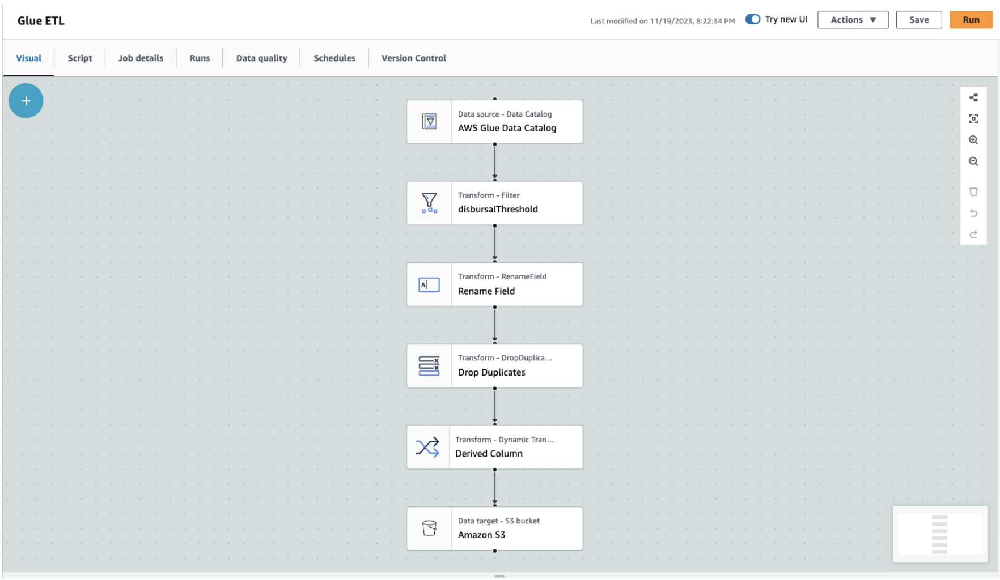 Glue ETL
Last modified on 11/19/2023, 8:22:34 PM
Try new UI
Actions
Save
Run
Visual
Script
Job details
Runs
Data quality
Schedules
Version Control
Data source - Data Catalog
AWS Glue Data Catalog
Transform - Filter
disbursalThreshold
Transform - RenameField
A
Rename Field
Transform - DropDuplica...
Drop Duplicates
Transform - Dynamic Tran...
Derived Column
Data target - S3 bucket
Amazon S3